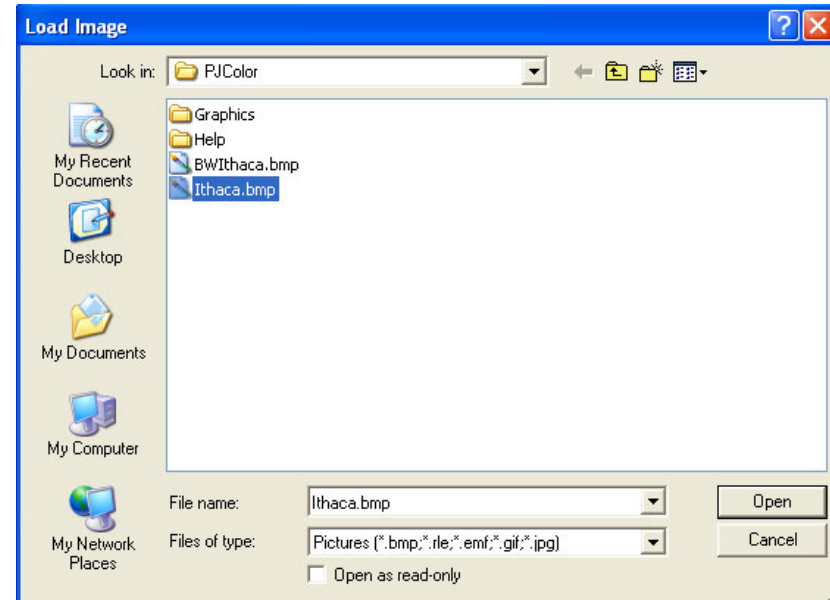 Load Image
Look in:
PJColor
My Recent
Documents
Desktop
My Documents
My Computer
My Network
Places
Graphics
Help
BWIthaca.bmp
Ithaca.bmp
File name:
Ithaca.bmp
Open
Files of type:
Pictures (*.bmp;*.rle;*.emf;*.gif;*.jpg)
Cancel
Open as read-only